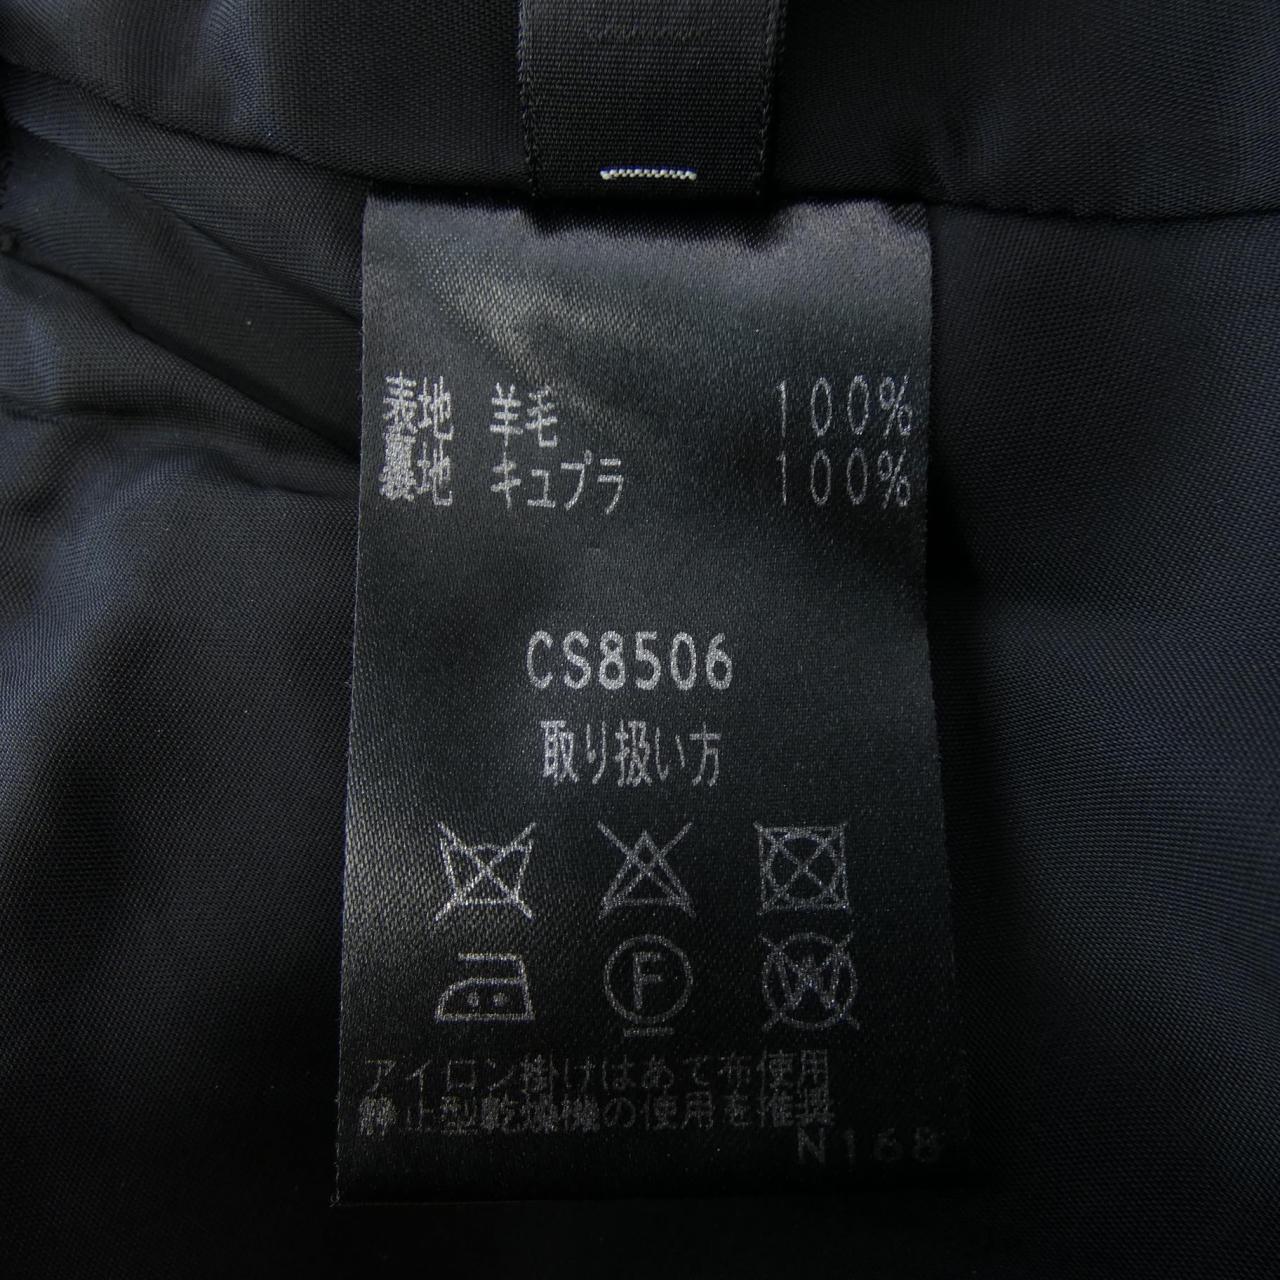 表地 羊毛 100%
裏地 キュプラ 100%
CS8506
取り扱い方
F
W
アイロン掛けはあて布使用
静止型乾燥機の使用を推奨
N168